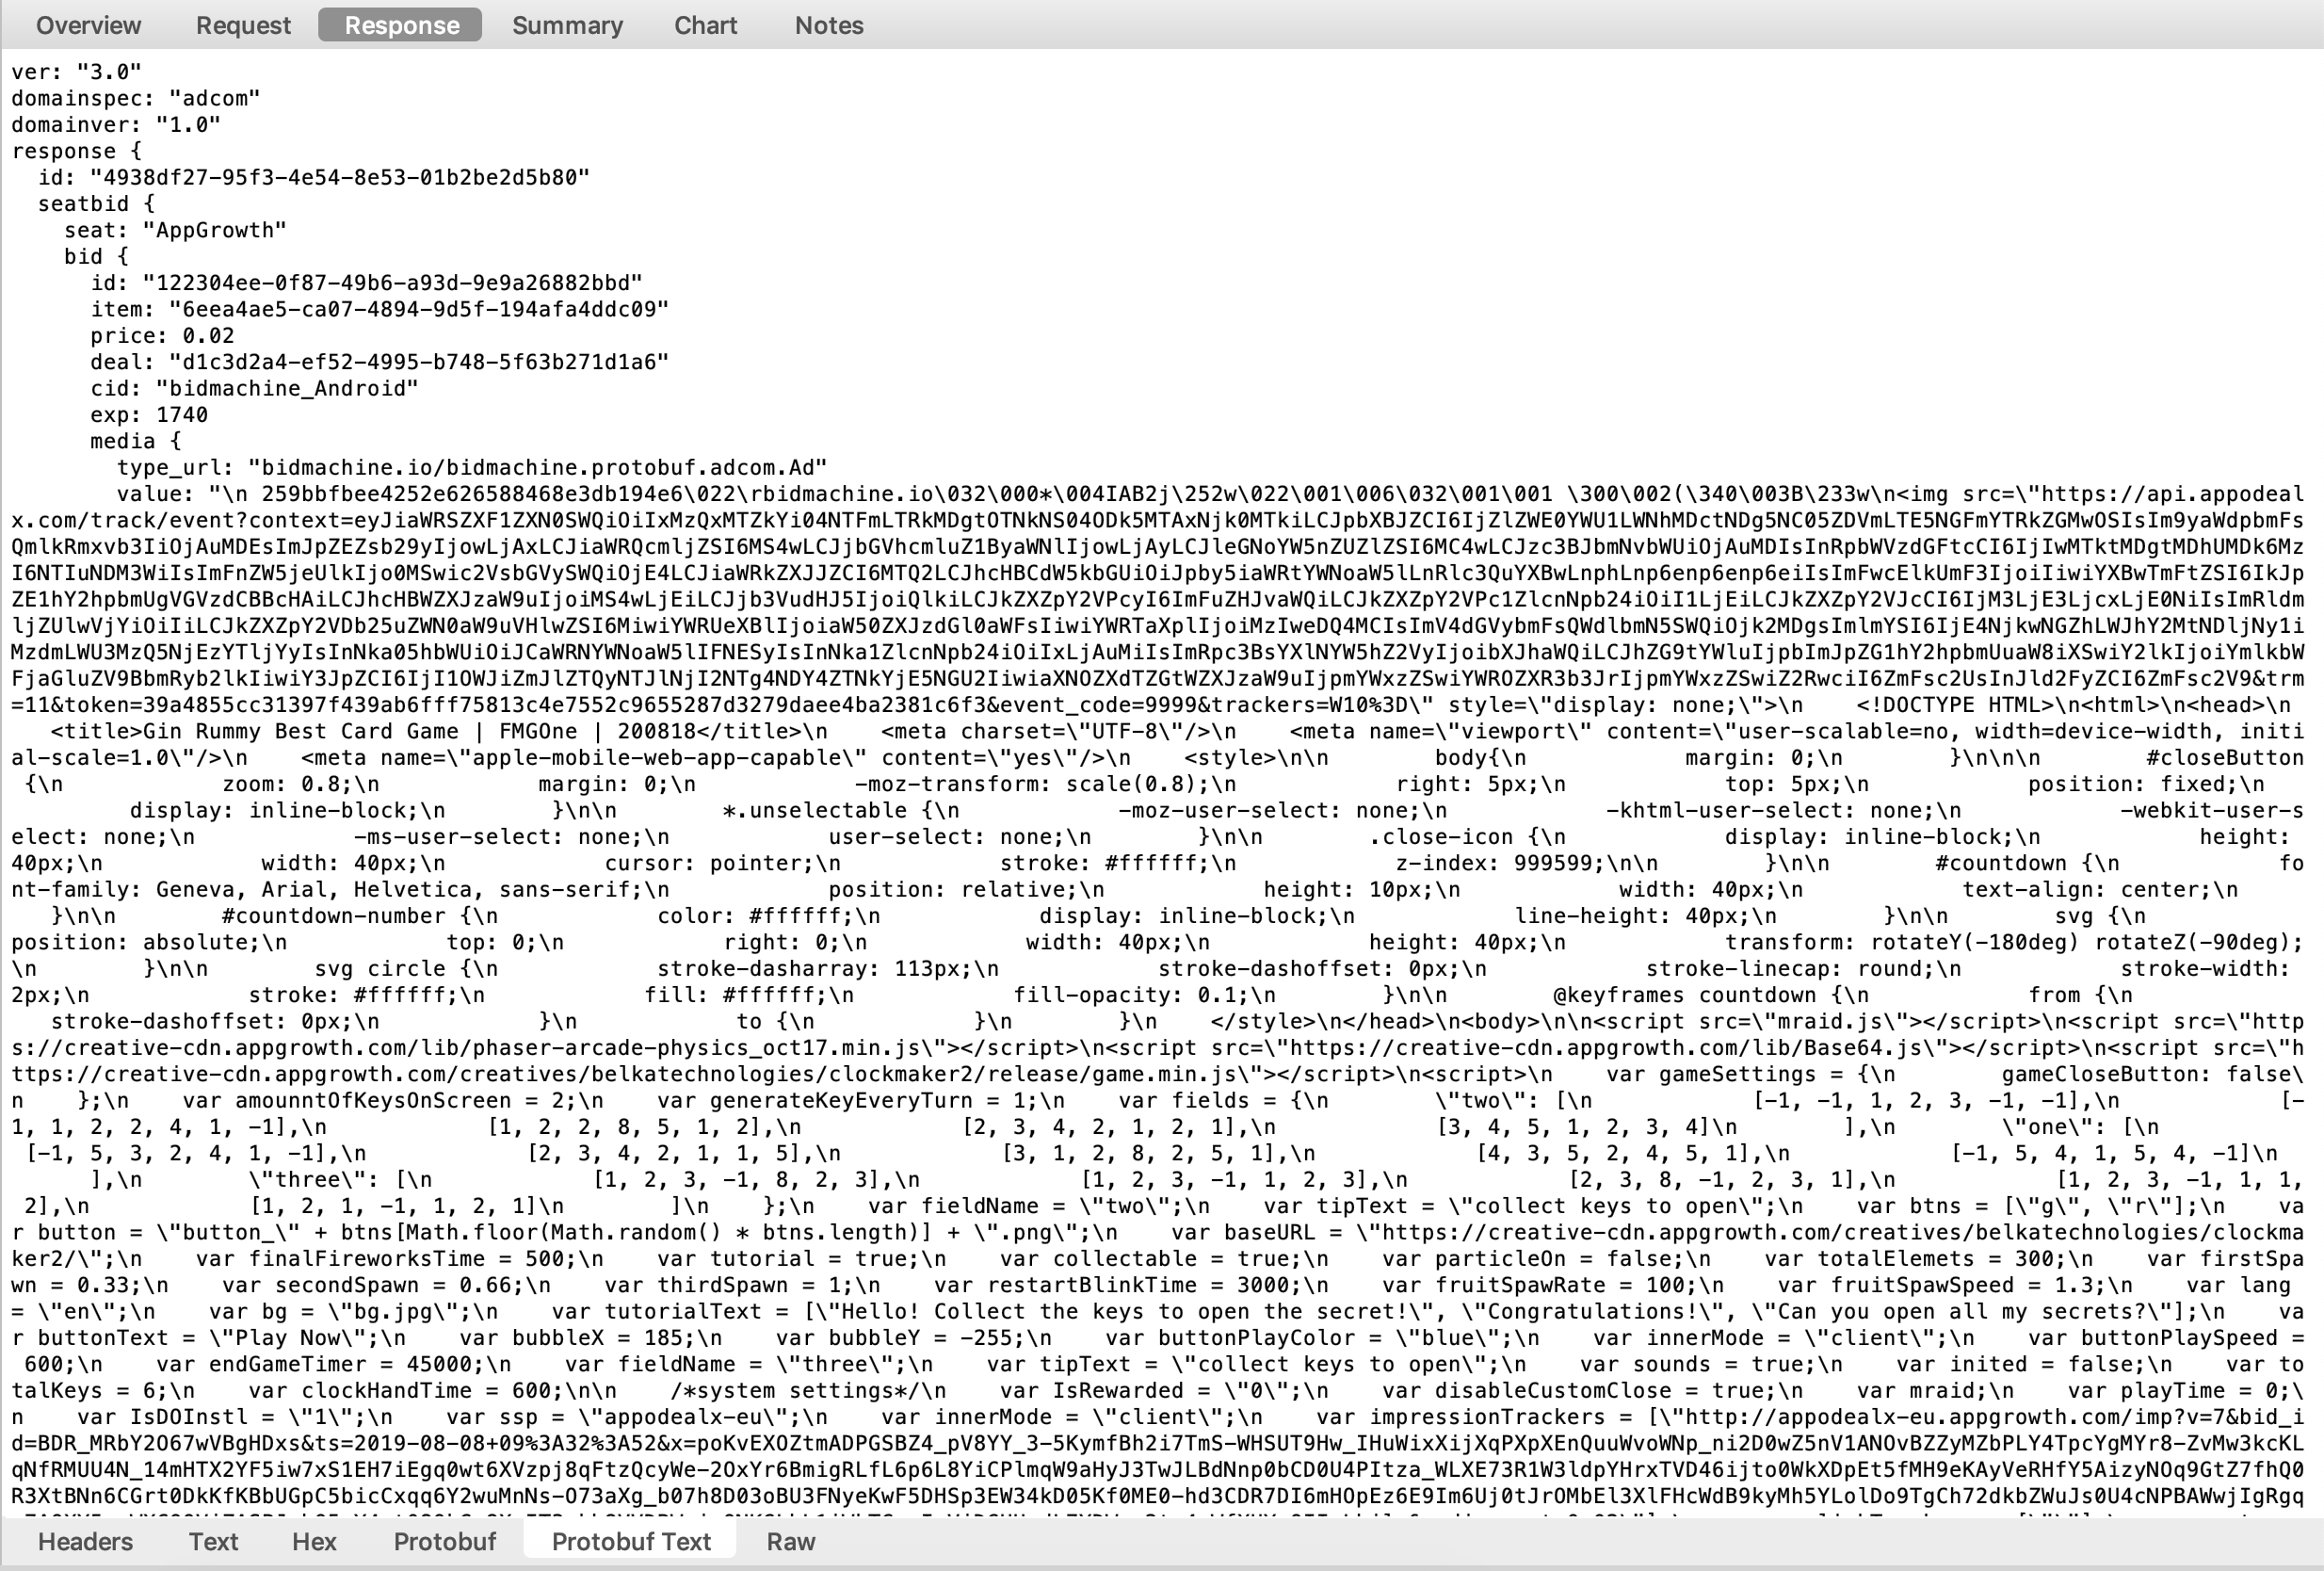 Overview Request Response Summary Chart Notes
ver: "3.0"
domainspec: "adcom"
domainver: "1.0"
response {
id: "4938df27-95f3-4e54-8e53-01b2be2d5b80"
seatbid {
seat: "AppGrowth"
bid {
id: "122304ee-0f87-49b6-a93d-9e9a26882bbd"
item: "6eea4ae5-ca07-4894-9d5f-194afa4ddc09"
price: 0.02
deal: "d1c3d2a4-ef52-4995-b748-5f63b271d1a6"
cid: "bidmachine_Android"
exp: 1740
media {
type_url: "bidmachine.io/bidmachine.protobuf.adcom.Ad"
value: "\n 259bbfbee4252e626588468e3db194e6\022\rbidmachine.io\032\000*\004IAB2j\252w\022\001\006\032\001\001 \300\002(\340\003B\233w\n<img src=\"https://api.appodeal
x.com/track/event?context=eyJiaWRSZXF1ZXN0SWQiOiIxMzQxMTZkYi04NTFmLTRkMDgtOTNkNS04ODk5MTAxNjk0MTkiLCJpbXBJZCI6IjZlZWE0YWU1LWNhMDctNDg5NC05ZDVmLTE5NGFmYTRkZGMwOSIsIm9yaWdpbmFs
QmlkRmxvb3IiOjAuMDEsImJpZEZsb29yIjowLjAxLCJiaWRQcmljZSI6MS4wLCJjbGVhcmluZ1ByaWNlIjowLjAyLCJleGNoYW5nZUZlZSI6MC4wLCJzc3BJbmNvbWUiOjAuMDIsInRpbWVzdGFtcCI6IjIwMTktMDgtMDhUMDk6Mz
I6NTIuNDM3WiIsImFnZW5jeUlkIjo0MSwic2VsbGVySWQiOjE4LCJiaWRkZXJJZCI6MTQ2LCJhcHBCdW5kbGUiOiJpby5iaWRtYWNoaW5lLnRlc3QuYXBwLnphLnp6enp6enp6eiIsImFwcElkUmF3IjoiIiwiYXBwTmFtZSI6IkJp
ZE1hY2hpbmUgVGVzdCBBcHAiLCJhcHBWZXJzaW9uIjoiMS4wLjEiLCJjb3VudHJ5IjoiQlkiLCJkZXZpY2VPcyI6ImFuZHJvaWQiLCJkZXZpY2VPc1ZlcnNpb24iOiI1LjEiLCJkZXZpY2VJcCI6IjM3LjE3LjcxLjE0NiIsImRldm
ljZUlwVjYiOiIiLCJkZXZpY2VDb25uZWN0aW9uVHlwZSI6MiwiYWRUeXBlIjoiaW50ZXJzdGl0aWFsIiwiYWRTaXplIjoiMzIweDQ4MCIsImV4dGVybmFsQWdlbmN5SWQiOjk2MDgsImlmYSI6IjE4NjkwNGZhLWJhY2MtNDljNy1i
MzdmLWU3MzQ5NjEzYTljYyIsInNka05hbWUiOiJCaWRNYWNoaW5lIFNESyIsInNka1ZlcnNpb24iOiIxLjAuMiIsImRpc3BsYXlNYW5hZ2VyIjoibXJhaWQiLCJhZG9tYWluIjpbImJpZG1hY2hpbmUuaW8iXSwiY2lkIjoiYmlkbW
FjaGluZV9BbmRyb2lkIiwiY3JpZCI6IjI1OWJiZmJlZTQyNTJlNjI2NTg4NDY4ZTNkYjE5NGU2IiwiaXNOZXdTZGtWZXJzaW9uIjpmYWxzZSwiYWROZXR3b3JrIjpmYWxzZSwiZ2RwciI6ZmFsc2UsInJld2FyZCI6ZmFsc2V9&trm
=11&token=39a4855cc31397f439ab6fff75813c4e7552c9655287d3279daee4ba2381c6f3&event_code=9999&trackers=W10%3D\" style=\"display: none;\">\n    <!DOCTYPE HTML>\n<html>\n<head>\n
<title>Gin Rummy Best Card Game | FMGOne | 200818</title>\n    <meta charset=\"UTF-8\"/>\n    <meta name=\"viewport\" content=\"user-scalable=no, width=device-width, initi
al-scale=1.0\"/>\n    <meta name=\"apple-mobile-web-app-capable\" content=\"yes\"/>\n    <style>\n\n        body{\n            margin: 0;\n        }\n\n\n        #closeButton
{\n            zoom: 0.8;\n            margin: 0;\n            -moz-transform: scale(0.8);\n            right: 5px;\n            top: 5px;\n            position: fixed;\n
display: inline-block;\n        }\n\n        *.unselectable {\n            -moz-user-select: none;\n            -khtml-user-select: none;\n            -webkit-user-s
elect: none;\n            -ms-user-select: none;\n            user-select: none;\n        }\n\n        .close-icon {\n            display: inline-block;\n            height:
40px;\n            width: 40px;\n            cursor: pointer;\n            stroke: #ffffff;\n            z-index: 999599;\n\n        }\n\n        #countdown {\n            fo
nt-family: Geneva, Arial, Helvetica, sans-serif;\n            position: relative;\n            height: 10px;\n            width: 40px;\n            text-align: center;\n
}\n\n        #countdown-number {\n            color: #ffffff;\n            display: inline-block;\n            line-height: 40px;\n        }\n\n        svg {\n
position: absolute;\n            top: 0;\n            right: 0;\n            width: 40px;\n            height: 40px;\n            transform: rotateY(-180deg) rotateZ(-90deg);
\n        }\n\n        svg circle {\n            stroke-dasharray: 113px;\n            stroke-dashoffset: 0px;\n            stroke-linecap: round;\n            stroke-width:
2px;\n            stroke: #ffffff;\n            fill: #ffffff;\n            fill-opacity: 0.1;\n        }\n\n        @keyframes countdown {\n            from {\n
stroke-dashoffset: 0px;\n            }\n            to {\n            }\n        }\n    </style>\n</head>\n<body>\n\n<script src=\"mraid.js\"></script>\n<script src=\"http
s://creative-cdn.appgrowth.com/lib/phaser-arcade-physics_oct17.min.js\"></script>\n<script src=\"https://creative-cdn.appgrowth.com/lib/Base64.js\"></script>\n<script src=\"h
ttps://creative-cdn.appgrowth.com/creatives/belkatechnologies/clockmaker2/release/game.min.js\"></script>\n<script>\n    var gameSettings = {\n        gameCloseButton: false\
n    };\n    var amounntOfKeysOnScreen = 2;\n    var generateKeyEveryTurn = 1;\n    var fields = {\n        \"two\": [\n            [-1, -1, 1, 2, 3, -1, -1],\n            [-
1, 1, 2, 2, 4, 1, -1],\n            [1, 2, 2, 8, 5, 1, 2],\n            [2, 3, 4, 2, 1, 2, 1],\n            [3, 4, 5, 1, 2, 3, 4]\n        ],\n        \"one\": [\n
[-1, 5, 3, 2, 4, 1, -1],\n            [2, 3, 4, 2, 1, 1, 5],\n            [3, 1, 2, 8, 2, 5, 1],\n            [4, 3, 5, 2, 4, 5, 1],\n            [-1, 5, 4, 1, 5, 4, -1]\n
],\n        \"three\": [\n            [1, 2, 3, -1, 8, 2, 3],\n            [1, 2, 3, -1, 1, 2, 3],\n            [2, 3, 8, -1, 2, 3, 1],\n            [1, 2, 3, -1, 1, 1,
2],\n            [1, 2, 1, -1, 1, 2, 1]\n        ]\n    };\n    var fieldName = \"two\";\n    var tipText = \"collect keys to open\";\n    var btns = [\"g\", \"r\"];\n    va
r button = \"button_\" + btns[Math.floor(Math.random() * btns.length)] + \".png\";\n    var baseURL = \"https://creative-cdn.appgrowth.com/creatives/belkatechnologies/clockma
ker2/\";\n    var finalFireworksTime = 500;\n    var tutorial = true;\n    var collectable = true;\n    var particleOn = false;\n    var totalElemets = 300;\n    var firstSpa
wn = 0.33;\n    var secondSpawn = 0.66;\n    var thirdSpawn = 1;\n    var restartBlinkTime = 3000;\n    var fruitSpawRate = 100;\n    var fruitSpawSpeed = 1.3;\n    var lang
= \"en\";\n    var bg = \"bg.jpg\";\n    var tutorialText = [\"Hello! Collect the keys to open the secret!\", \"Congratulations!\", \"Can you open all my secrets?\"];\n    va
r buttonText = \"Play Now\";\n    var bubbleX = 185;\n    var bubbleY = -255;\n    var buttonPlayColor = \"blue\";\n    var innerMode = \"client\";\n    var buttonPlaySpeed =
600;\n    var endGameTimer = 45000;\n    var fieldName = \"three\";\n    var tipText = \"collect keys to open\";\n    var sounds = true;\n    var inited = false;\n    var to
talKeys = 6;\n    var clockHandTime = 600;\n\n    /*system settings*/\n    var IsRewarded = \"0\";\n    var disableCustomClose = true;\n    var mraid;\n    var playTime = 0;\
n    var IsDOInstl = \"1\";\n    var ssp = \"appodealx-eu\";\n    var innerMode = \"client\";\n    var impressionTrackers = [\"http://appodealx-eu.appgrowth.com/imp?v=7&bid_i
d=BDR_MRbY2O67wVBgHDxs&ts=2019-08-08+09%3A32%3A52&x=poKvEXOZtmADPGSBZ4_pV8YY_3-5KymfBh2i7TmS-WHSUT9Hw_IHuWixXijXqPXpXEnQuuWvoWNp_ni2D0wZ5nV1ANOvBZZyMZbPLY4TpcYgMYr8-ZvMw3kcKL
qNfRMUU4N_14mHTX2YF5iw7xS1EH7iEgq0wt6XVzpj8qFtzQcyWe-2OxYr6BmigRLfL6p6L8YiCPlmqW9aHyJ3TwJLBdNnp0bCD0U4PItza_WLXE73R1W3ldpYHrxTVD46ijto0WkXDpEt5fMH9eKAyVeRHfY5AizyNOq9GtZ7fhQ0
R3XtBNn6CGrt0DkKfKBbUGpC5bicCxqq6Y2wuMnNs-O73aXg_b07h8D03oBU3FNyeKwF5DHSp3EW34kD05Kf0ME0-hd3CDR7DI6mHOpEz6E9Im6Uj0tJrOMbEl3XlFHcWdB9kyMh5YLolDo9TgCh72dkbZWuJs0U4cNPBAWwjIgRgq
Headers Text Hex Protobuf Protobuf Text Raw